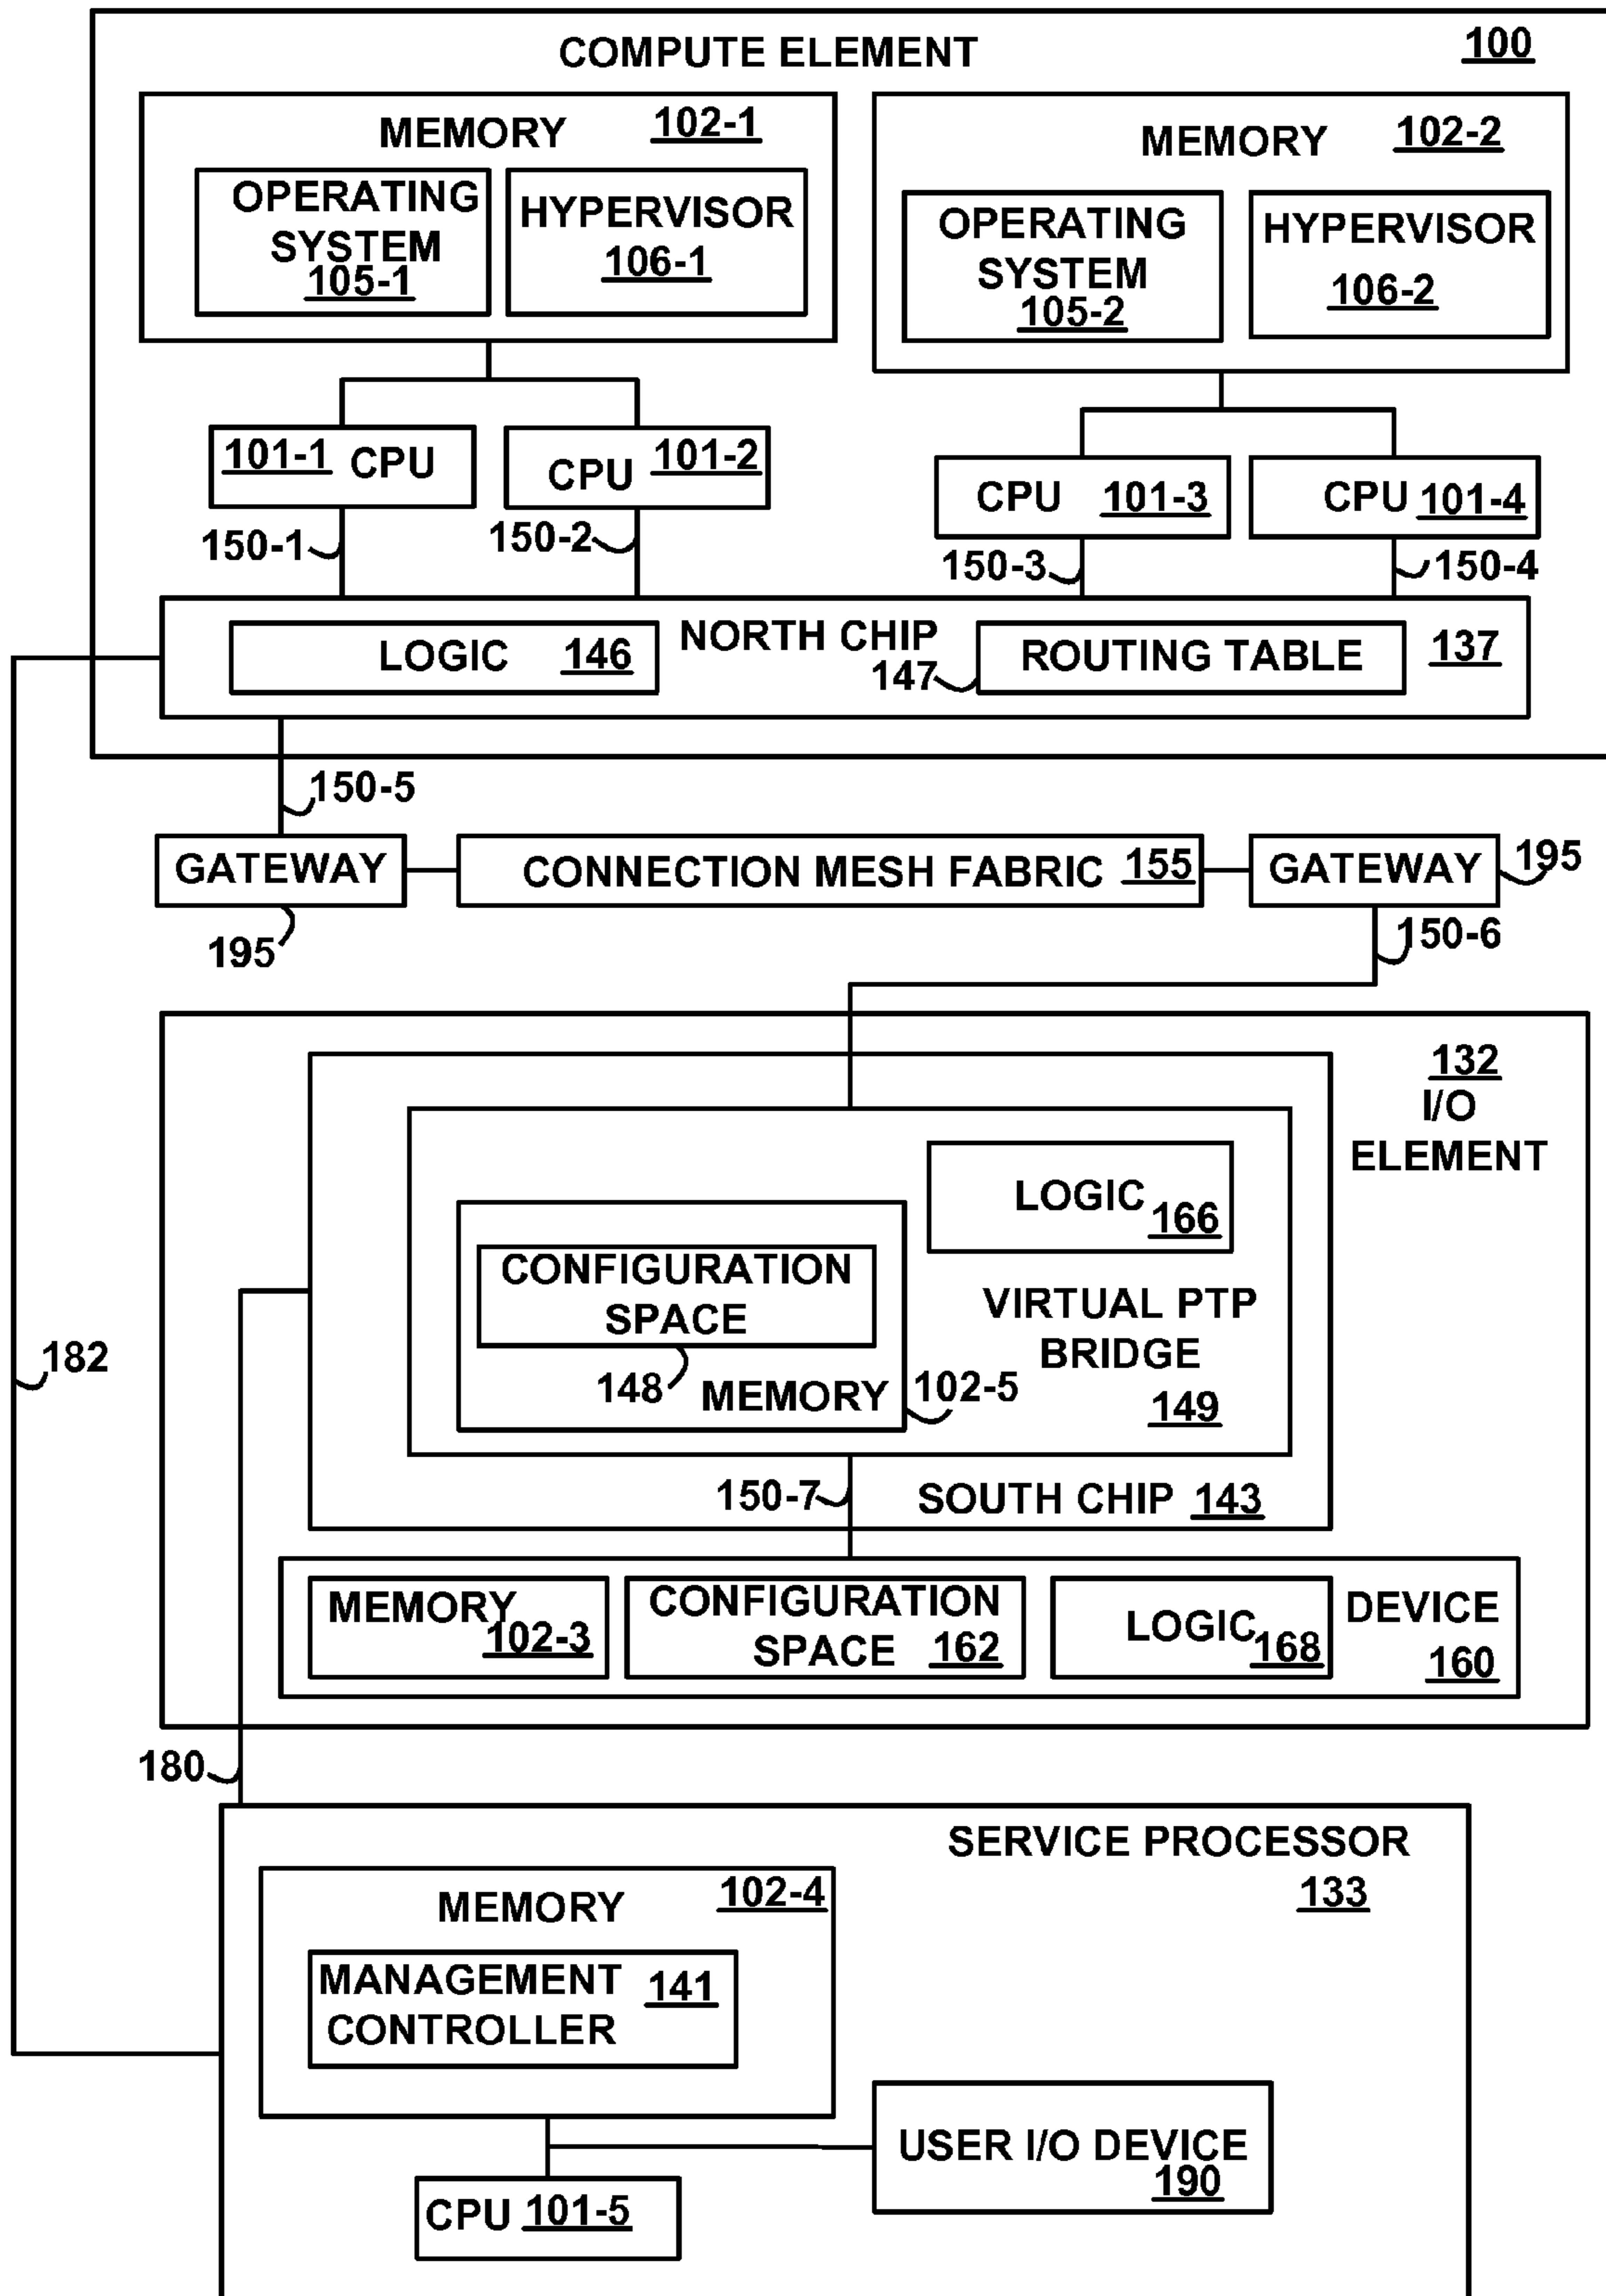 COMPUTE ELEMENT 100
MEMORY 102-1
OPERATING
SYSTEM
105-1
HYPERVISOR
106-1
MEMORY 102-2
OPERATING
SYSTEM
105-2
HYPERVISOR
106-2
101-1 CPU
CPU 101-2
CPU 101-3
CPU 101-4
150-1
150-2
150-3
150-4
LOGIC 146
NORTH CHIP
147
ROUTING TABLE
137
150-5
GATEWAY
195
CONNECTION MESH FABRIC 155
GATEWAY
195
150-6
132
I/O
ELEMENT
LOGIC
166
CONFIGURATION
SPACE
148
MEMORY
102-5
VIRTUAL PTP
BRIDGE
149
150-7
SOUTH CHIP 143
182
MEMORY
102-3
CONFIGURATION
SPACE 162
LOGIC
168
DEVICE
160
180
SERVICE PROCESSOR
133
MEMORY 102-4
MANAGEMENT 141
CONTROLLER
USER I/O DEVICE
190
CPU 101-5